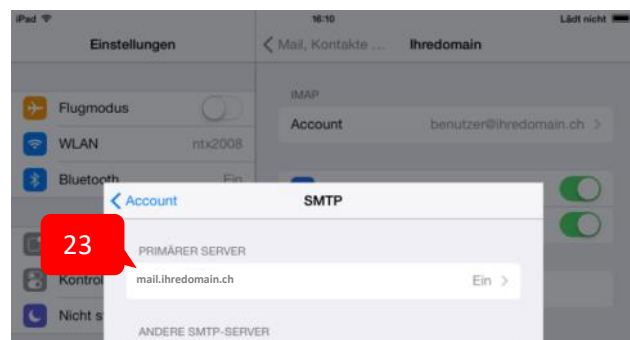 iPad 16:10 Lädt nicht
Einstellungen
Mail, Kontakte ... Ihredomain
IMAP
Flugmodus
Account benutzer@ihredomain.ch
WLAN ntx2008
Bluetooth Ein
Account SMTP
23
PRIMÄRER SERVER
Kontrol
mail.ihredomain.ch Ein
Nicht s
ANDERE SMTP-SERVER